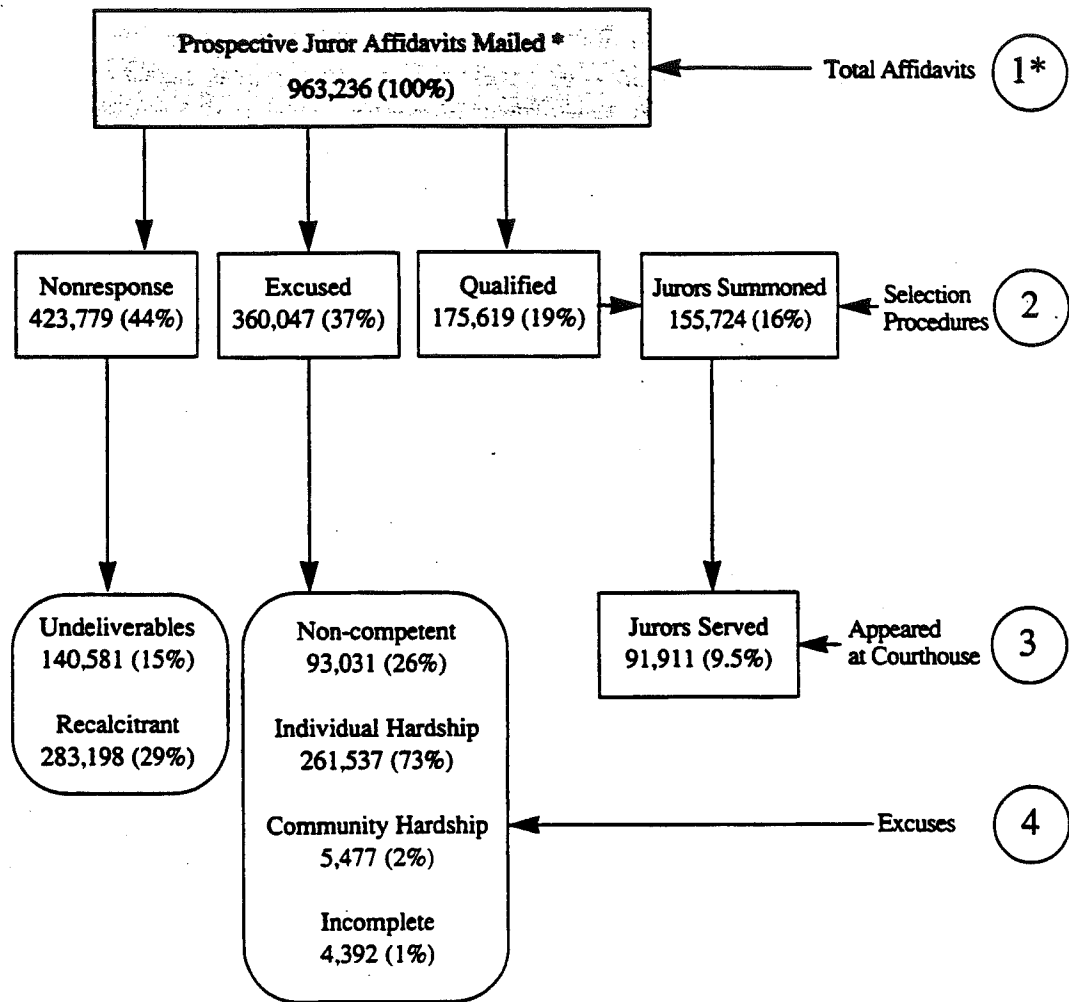 Prospective Juror Affidavits Mailed *
963,236 (100%)
Total Affidavits
1*
Nonresponse
423,779 (44%)
Excused
360,047 (37%)
Qualified
175,619 (19%)
Jurors Summoned
155,724 (16%)
Selection
Procedures
2
Undeliverables
140,581 (15%)
Recalcitrant
283,198 (29%)
Non-competent
93,031 (26%)
Individual Hardship
261,537 (73%)
Community Hardship
5,477 (2%)
Incomplete
4,392 (1%)
Jurors Served
91,911 (9.5%)
Appeared
at Courthouse
3
Excuses
4